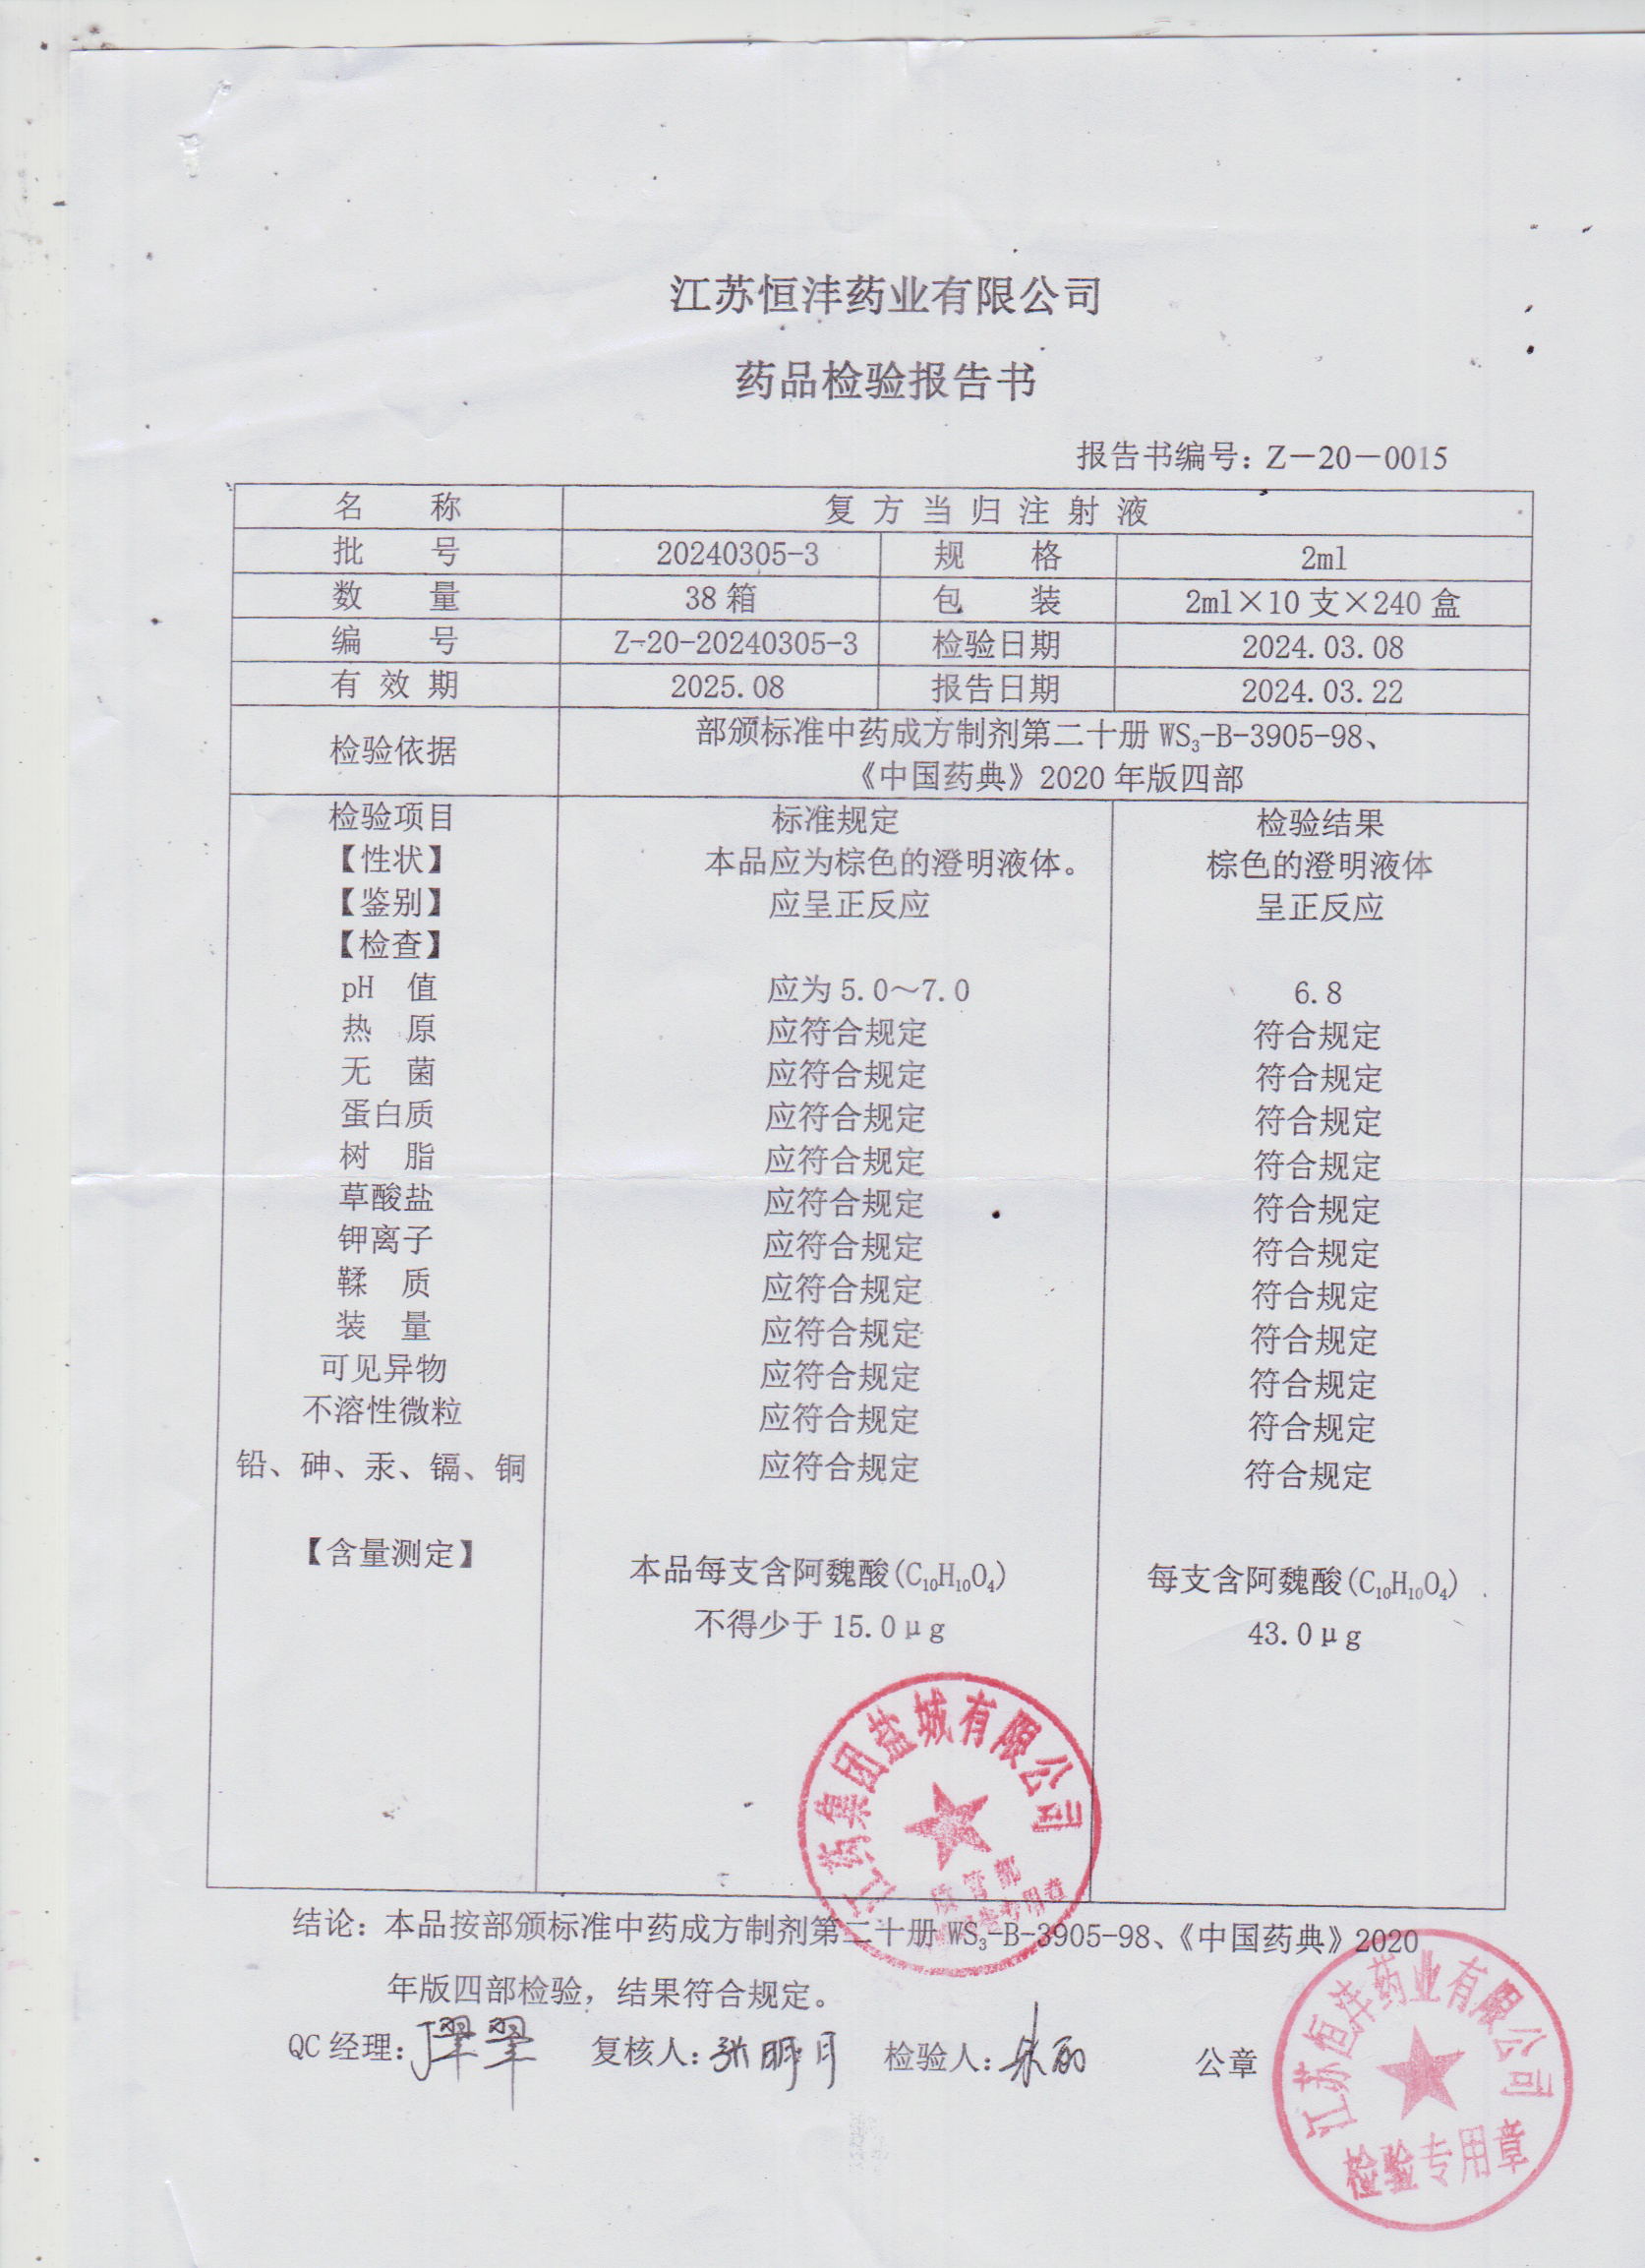 江苏恒沣药业有限公司
药品检验报告书
报告书编号：Z－20－0015
名 称 复方当归注射液
批 号 20240305-3 规 格 2ml
数 量 38箱 包 装 2ml×10支×240盒
编 号 Z-20-20240305-3 检验日期 2024.03.08
有效期 2025.08 报告日期 2024.03.22
检验依据 部颁标准中药成方制剂第二十册WS₃-B-3905-98、
《中国药典》2020年版四部
检验项目 标准规定 检验结果
【性状】 本品应为棕色的澄明液体。 棕色的澄明液体
【鉴别】 应呈正反应 呈正反应
【检查】
pH 值 应为5.0～7.0 6.8
热 原 应符合规定 符合规定
无 菌 应符合规定 符合规定
蛋白质 应符合规定 符合规定
树 脂 应符合规定 符合规定
草酸盐 应符合规定 符合规定
钾离子 应符合规定 符合规定
鞣 质 应符合规定 符合规定
装 量 应符合规定 符合规定
可见异物 应符合规定 符合规定
不溶性微粒 应符合规定 符合规定
铅、砷、汞、镉、铜 应符合规定 符合规定
【含量测定】 本品每支含阿魏酸(C₁₀H₁₀O₄) 每支含阿魏酸(C₁₀H₁₀O₄)
不得少于15.0μg 43.0μg
江苏集团盐城有限公司
结论：本品按部颁标准中药成方制剂第二十册WS₃-B-3905-98、《中国药典》2020
年版四部检验，结果符合规定。
QC经理： 复核人：张明月 检验人：朱丽 公章
江苏恒沣药业有限公司
检验专用章